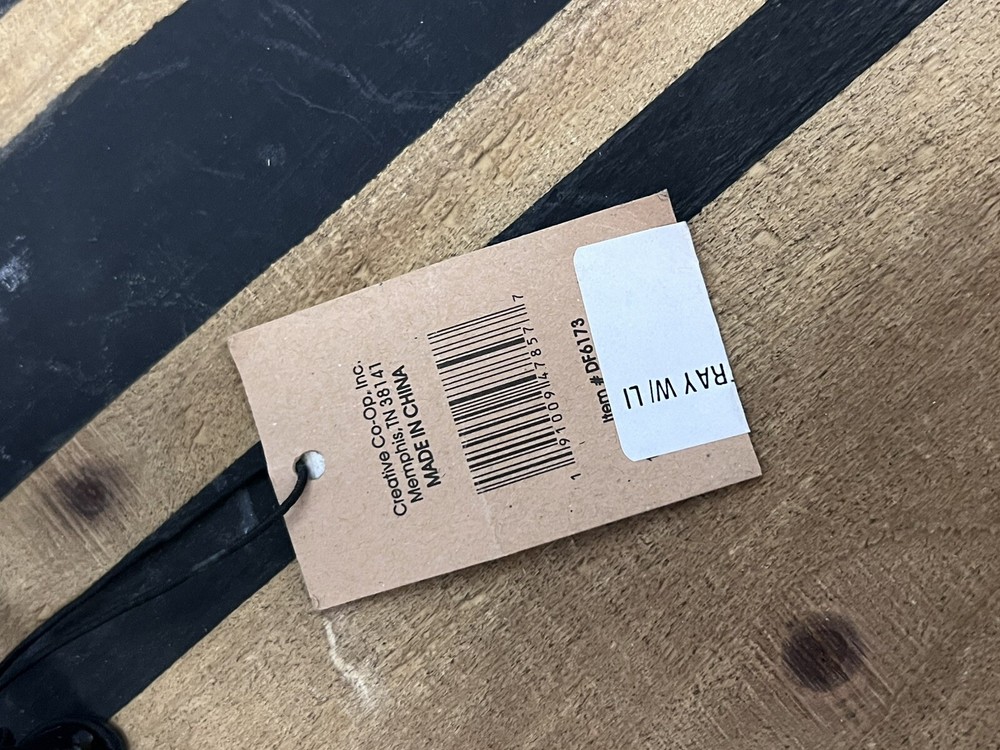 Creative Co-Op, Inc.
Memphis, TN 38141
MADE IN CHINA
1 91009 47857 7
Item # DF6173
RAY W/ LI